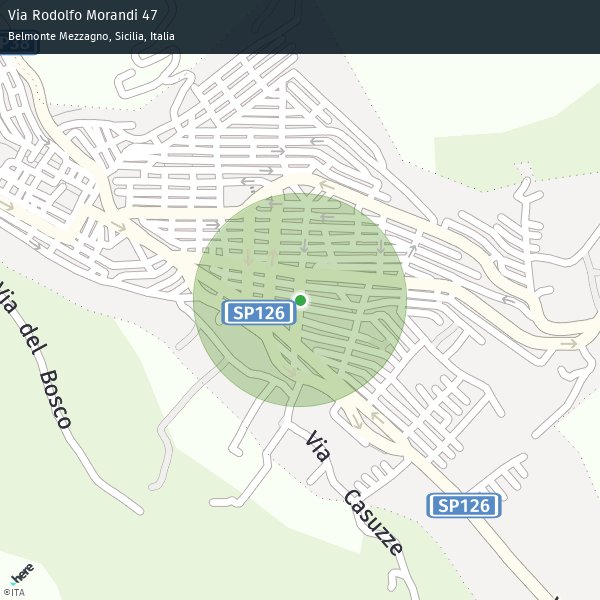 Via Rodolfo Morandi 47
Belmonte Mezzagno, Sicilia, Italia
SP126
Via del Bosco
Via Casuzze
SP126
here
©ITA